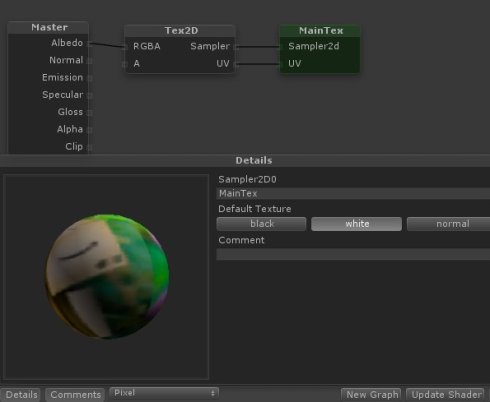 Master
Albedo
Normal
Emission
Specular
Gloss
Alpha
Clip
Tex2D
RGBA Sampler
A UV
MainTex
Sampler2d
UV
Details
Sampler2D0
MainTex
Default Texture
black white normal
Comment
Details Comments Pixel New Graph Update Shader